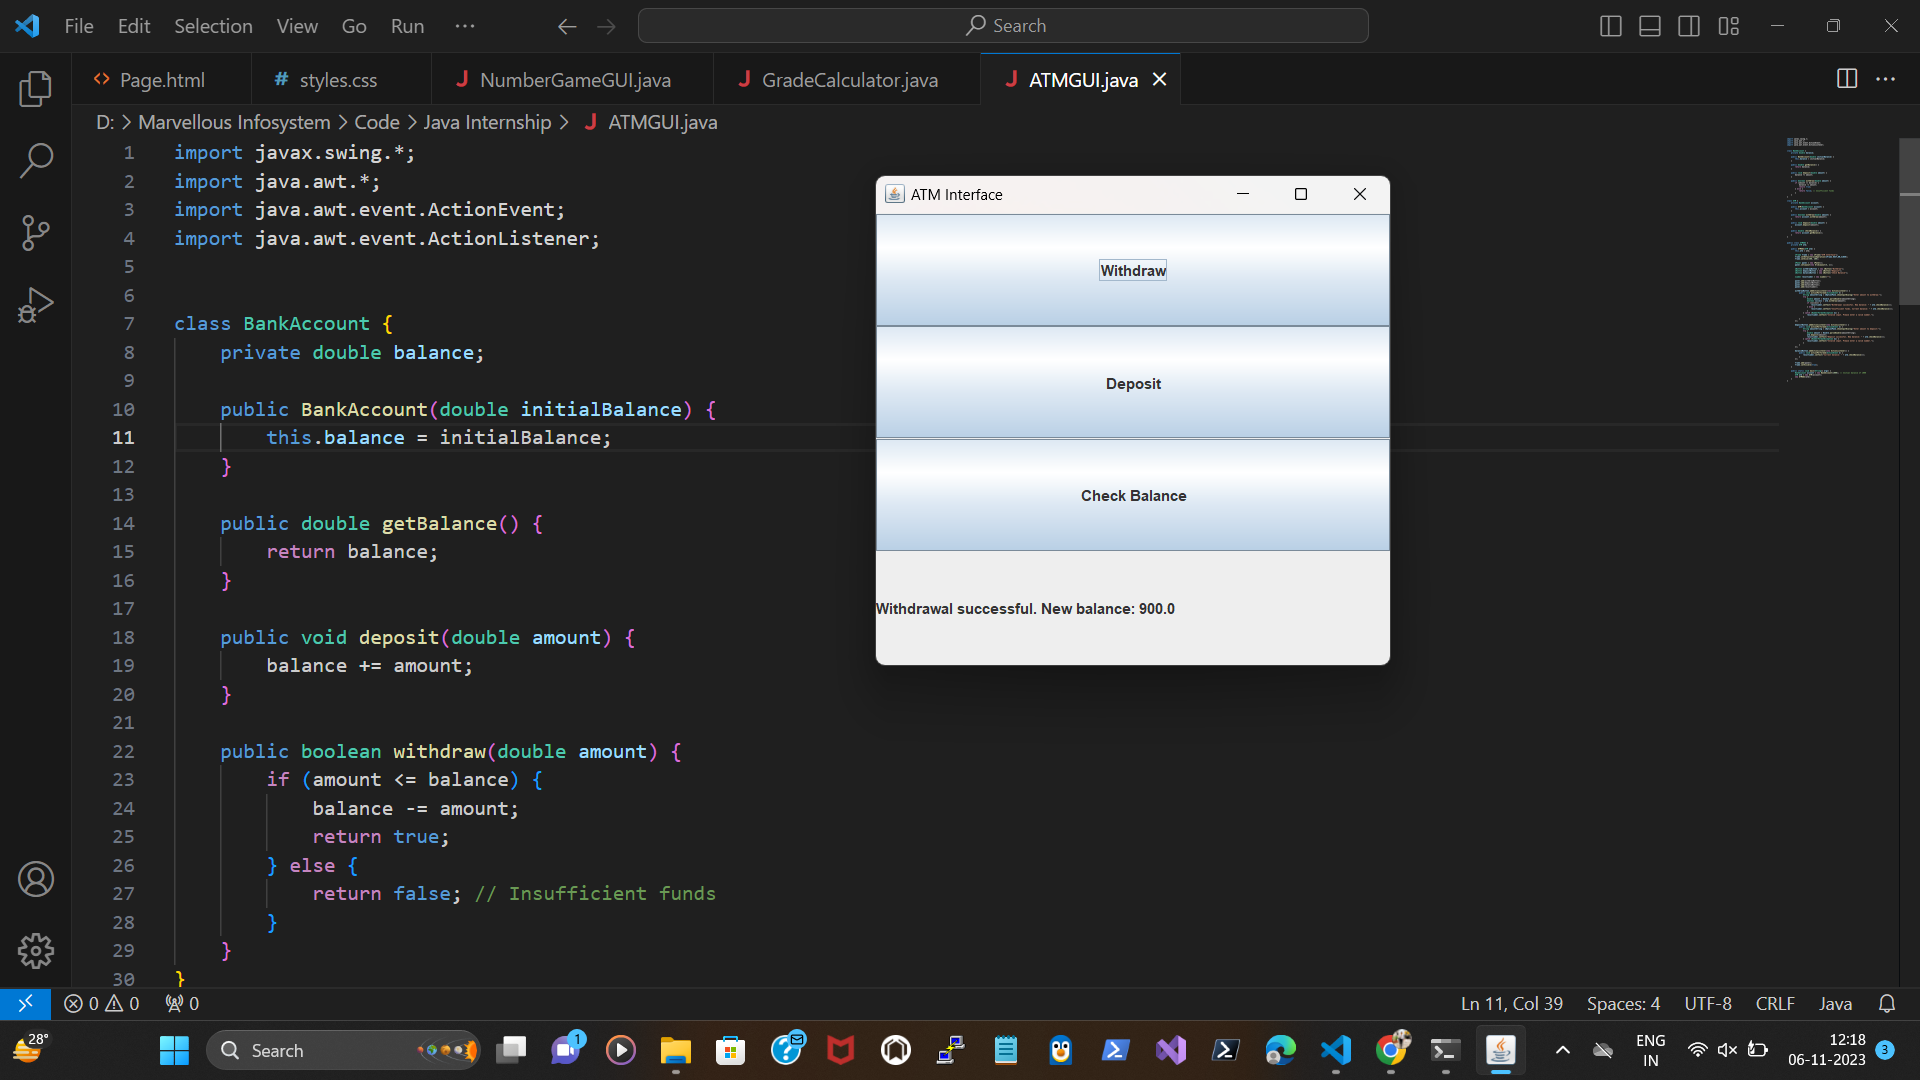 File Edit Selection View Go Run ... Search
Page.html styles.css NumberGameGUI.java GradeCalculator.java ATMGUI.java
D: > Marvellous Infosystem > Code > Java Internship > ATMGUI.java
1 import javax.swing.*;
2 import java.awt.*;
3 import java.awt.event.ActionEvent;
4 import java.awt.event.ActionListener;
5
6
7 class BankAccount {
8 private double balance;
9
10 public BankAccount(double initialBalance) {
11 this.balance = initialBalance;
12 }
13
14 public double getBalance() {
15 return balance;
16 }
17
18 public void deposit(double amount) {
19 balance += amount;
20 }
21
22 public boolean withdraw(double amount) {
23 if (amount <= balance) {
24 balance -= amount;
25 return true;
26 } else {
27 return false; // Insufficient funds
28 }
29 }
30 }
ATM Interface
Withdraw
Deposit
Check Balance
Withdrawal successful. New balance: 900.0
0 0 0 Ln 11, Col 39 Spaces: 4 UTF-8 CRLF Java
28° Search 1 ENG 12:18
IN 06-11-2023 3